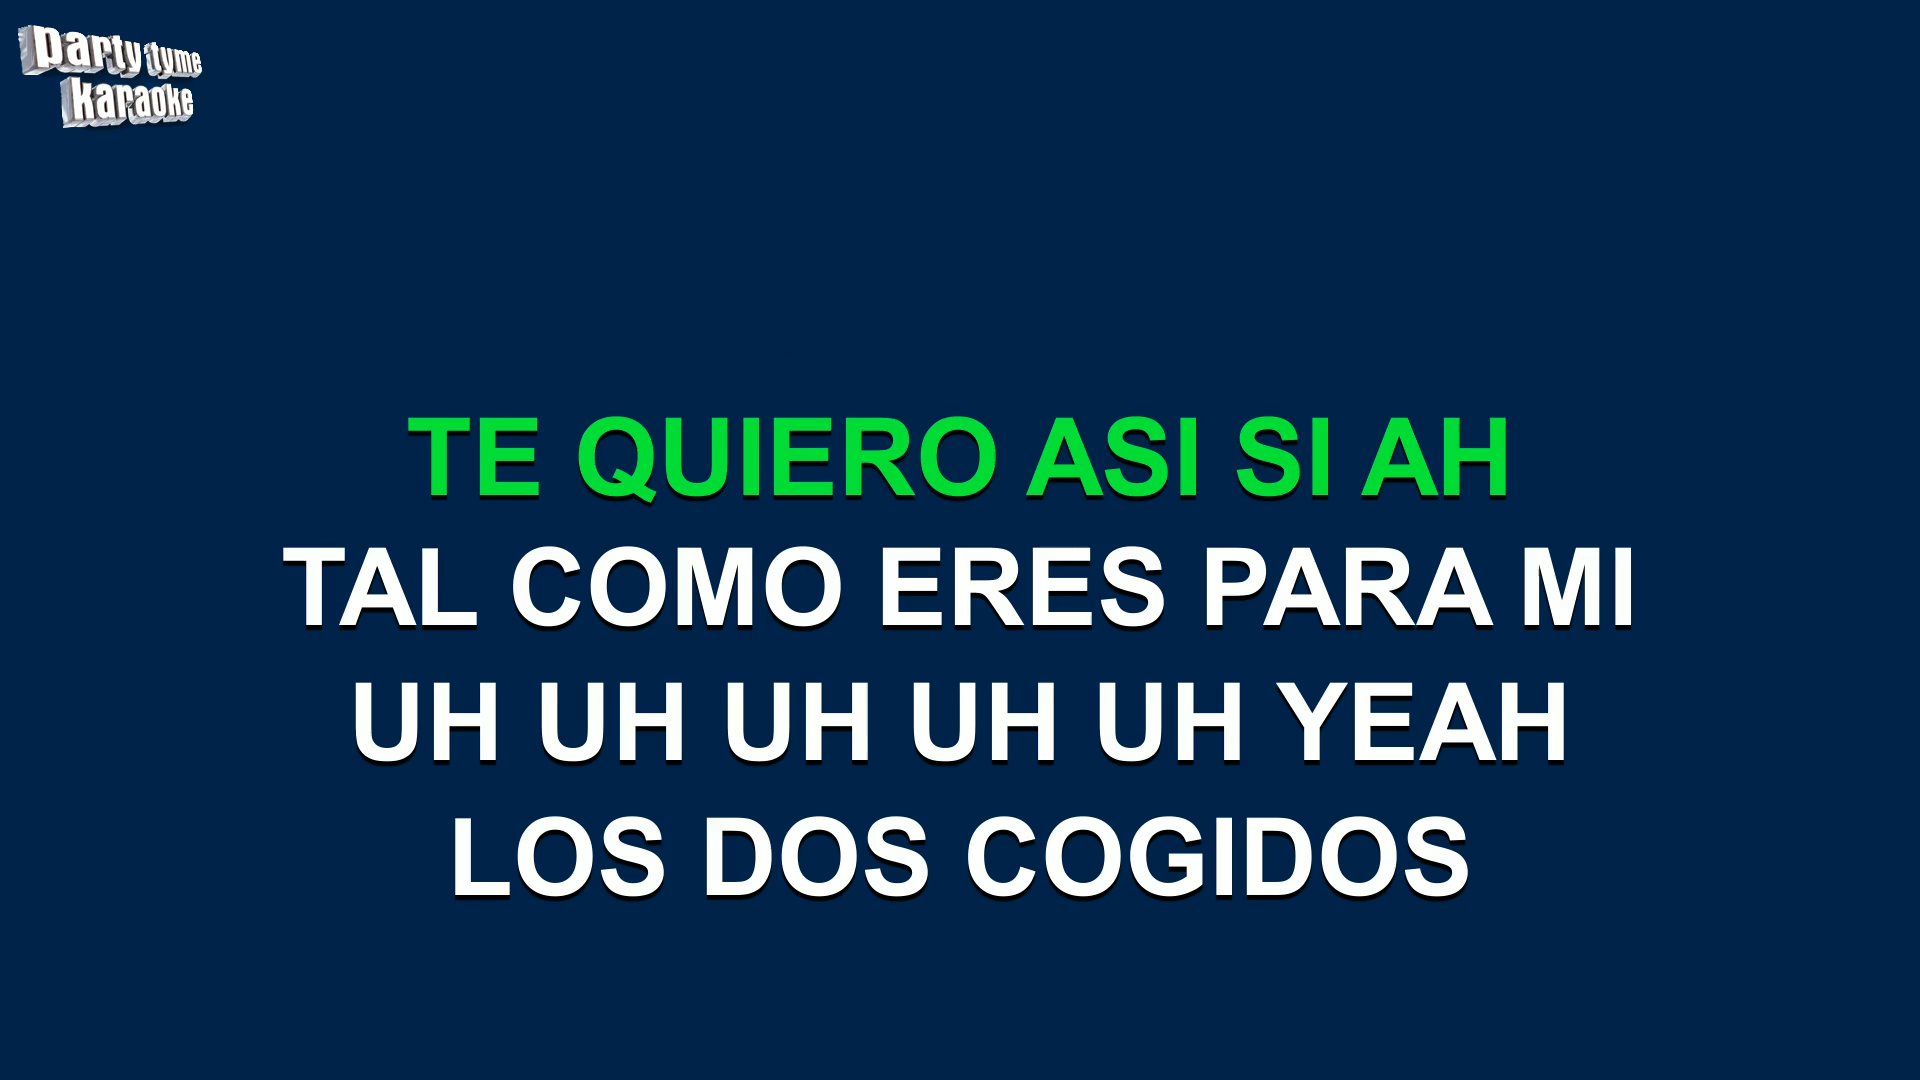 party tyme
karaoke
TE QUIERO ASI SI AH
TAL COMO ERES PARA MI
UH UH UH UH UH YEAH
LOS DOS COGIDOS